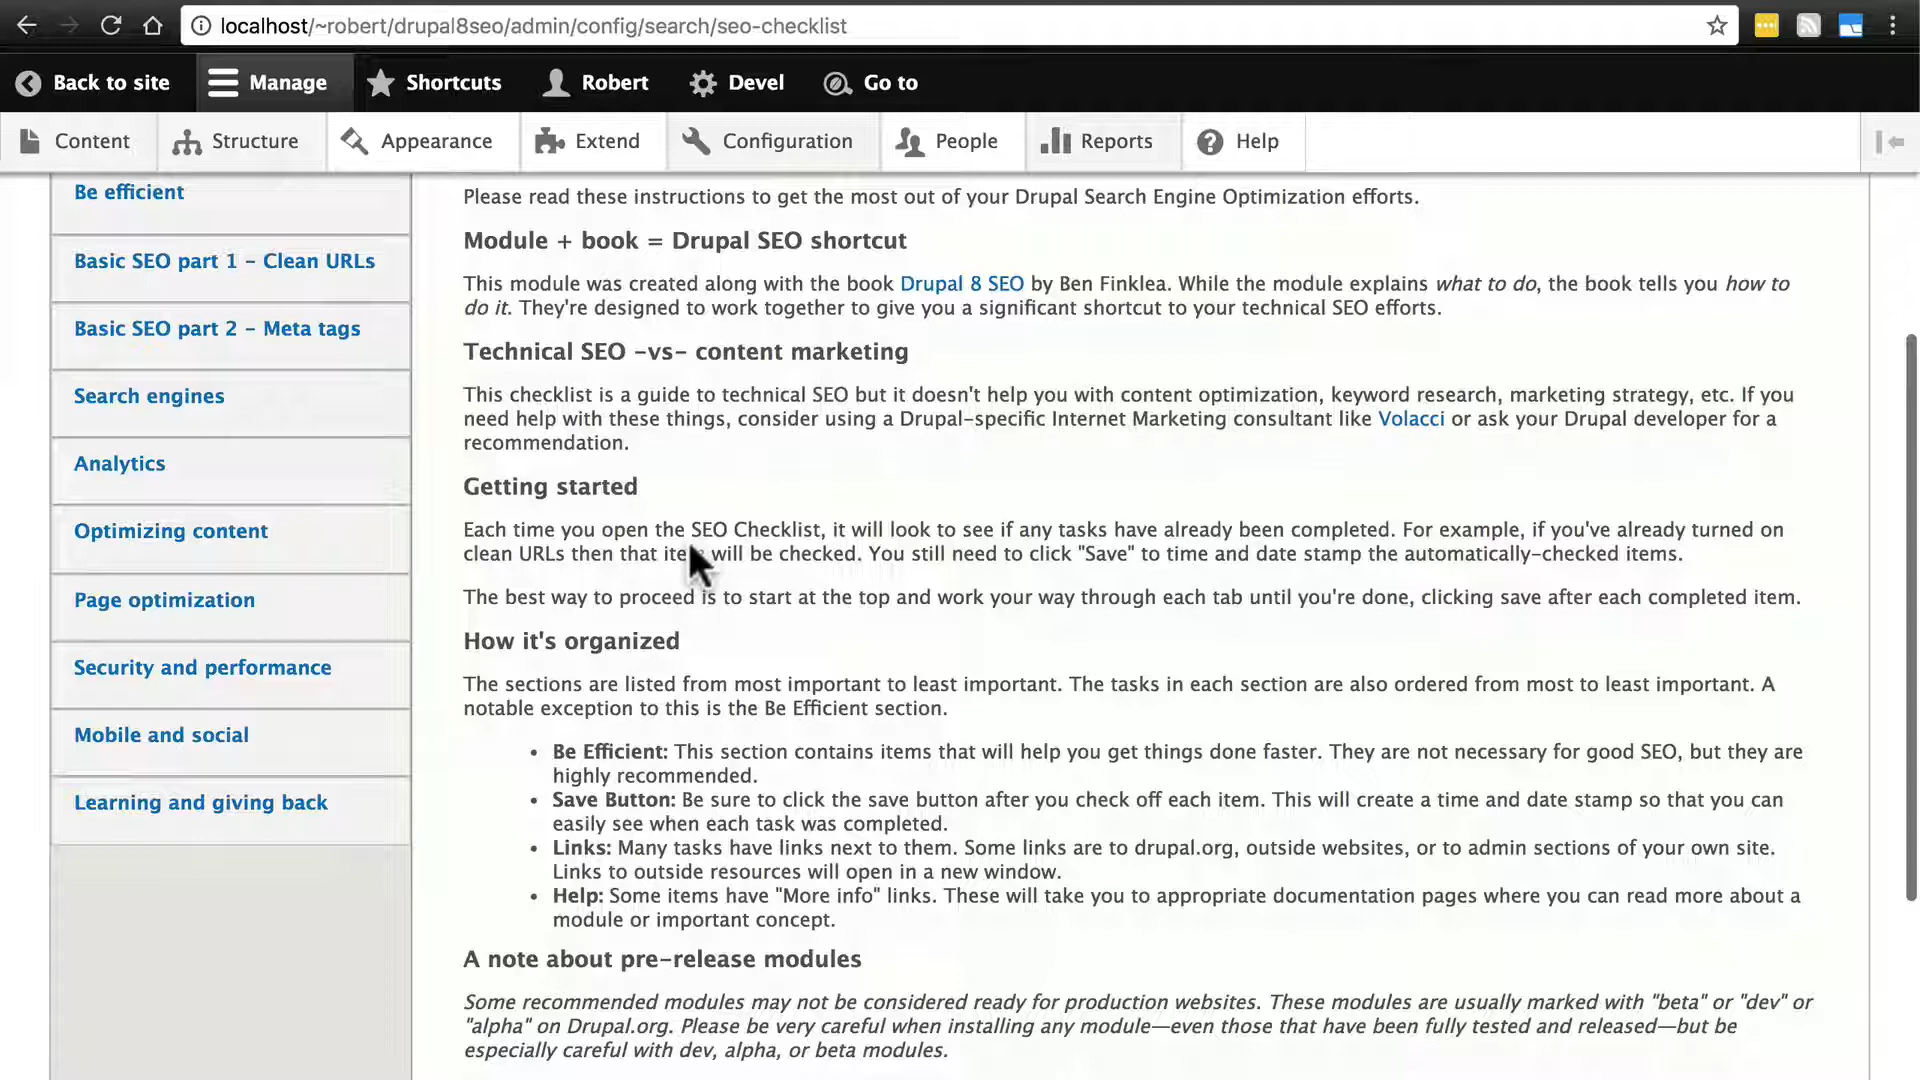 localhost/~robert/drupal8seo/admin/config/search/seo-checklist
Back to site Manage Shortcuts Robert Devel Go to
Content Structure Appearance Extend Configuration People Reports Help
Be efficient
Basic SEO part 1 - Clean URLs
Basic SEO part 2 - Meta tags
Search engines
Analytics
Optimizing content
Page optimization
Security and performance
Mobile and social
Learning and giving back
Please read these instructions to get the most out of your Drupal Search Engine Optimization efforts.
Module + book = Drupal SEO shortcut
This module was created along with the book Drupal 8 SEO by Ben Finklea. While the module explains what to do, the book tells you how to
do it. They're designed to work together to give you a significant shortcut to your technical SEO efforts.
Technical SEO -vs- content marketing
This checklist is a guide to technical SEO but it doesn't help you with content optimization, keyword research, marketing strategy, etc. If you
need help with these things, consider using a Drupal-specific Internet Marketing consultant like Volacci or ask your Drupal developer for a
recommendation.
Getting started
Each time you open the SEO Checklist, it will look to see if any tasks have already been completed. For example, if you've already turned on
clean URLs then that item will be checked. You still need to click "Save" to time and date stamp the automatically-checked items.
The best way to proceed is to start at the top and work your way through each tab until you're done, clicking save after each completed item.
How it's organized
The sections are listed from most important to least important. The tasks in each section are also ordered from most to least important. A
notable exception to this is the Be Efficient section.
• Be Efficient: This section contains items that will help you get things done faster. They are not necessary for good SEO, but they are
highly recommended.
• Save Button: Be sure to click the save button after you check off each item. This will create a time and date stamp so that you can
easily see when each task was completed.
• Links: Many tasks have links next to them. Some links are to drupal.org, outside websites, or to admin sections of your own site.
Links to outside resources will open in a new window.
• Help: Some items have "More info" links. These will take you to appropriate documentation pages where you can read more about a
module or important concept.
A note about pre-release modules
Some recommended modules may not be considered ready for production websites. These modules are usually marked with "beta" or "dev" or
"alpha" on Drupal.org. Please be very careful when installing any module—even those that have been fully tested and released—but be
especially careful with dev, alpha, or beta modules.